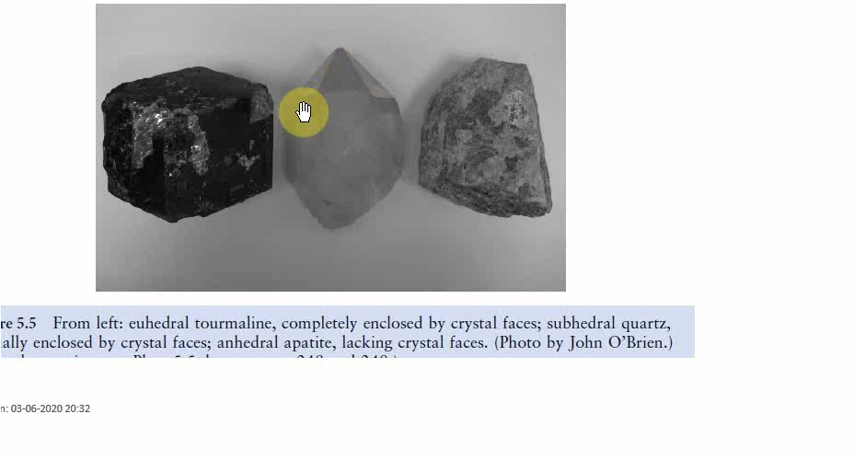 re 5.5 From left: euhedral tourmaline, completely enclosed by crystal faces; subhedral quartz,
ally enclosed by crystal faces; anhedral apatite, lacking crystal faces. (Photo by John O'Brien.)
n: 03-06-2020 20:32